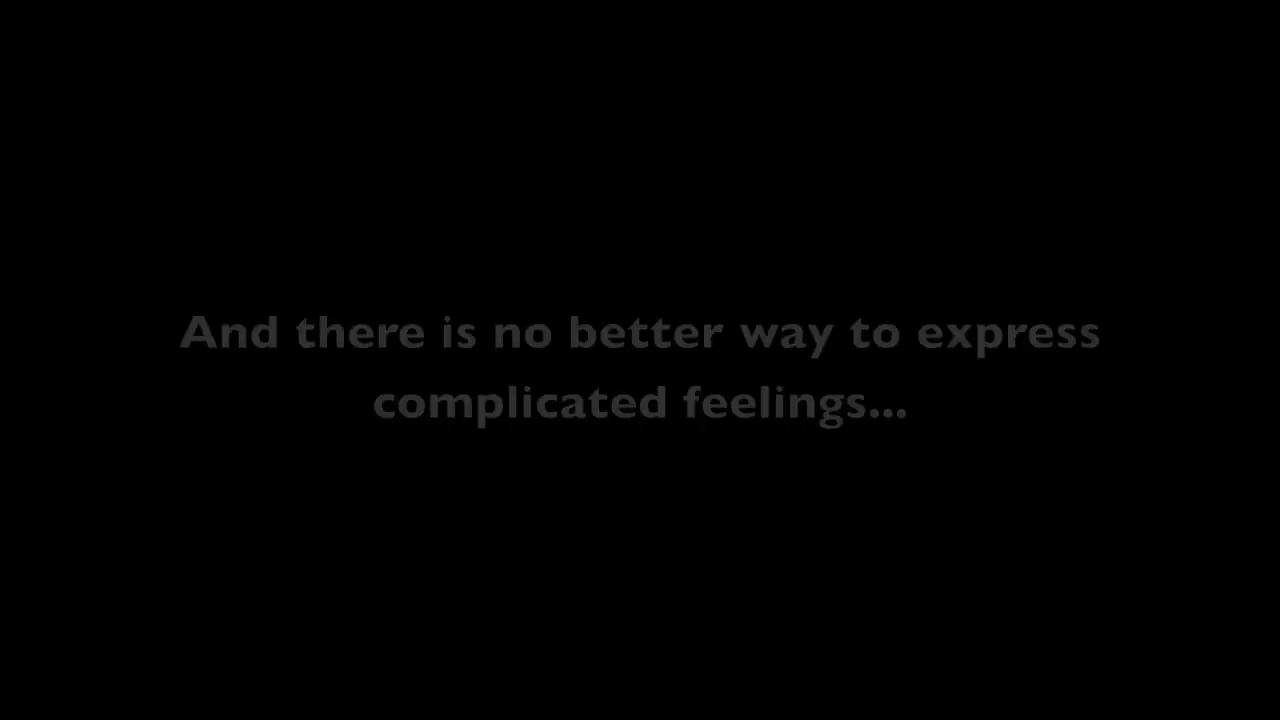 And there is no better way to express
complicated feelings...